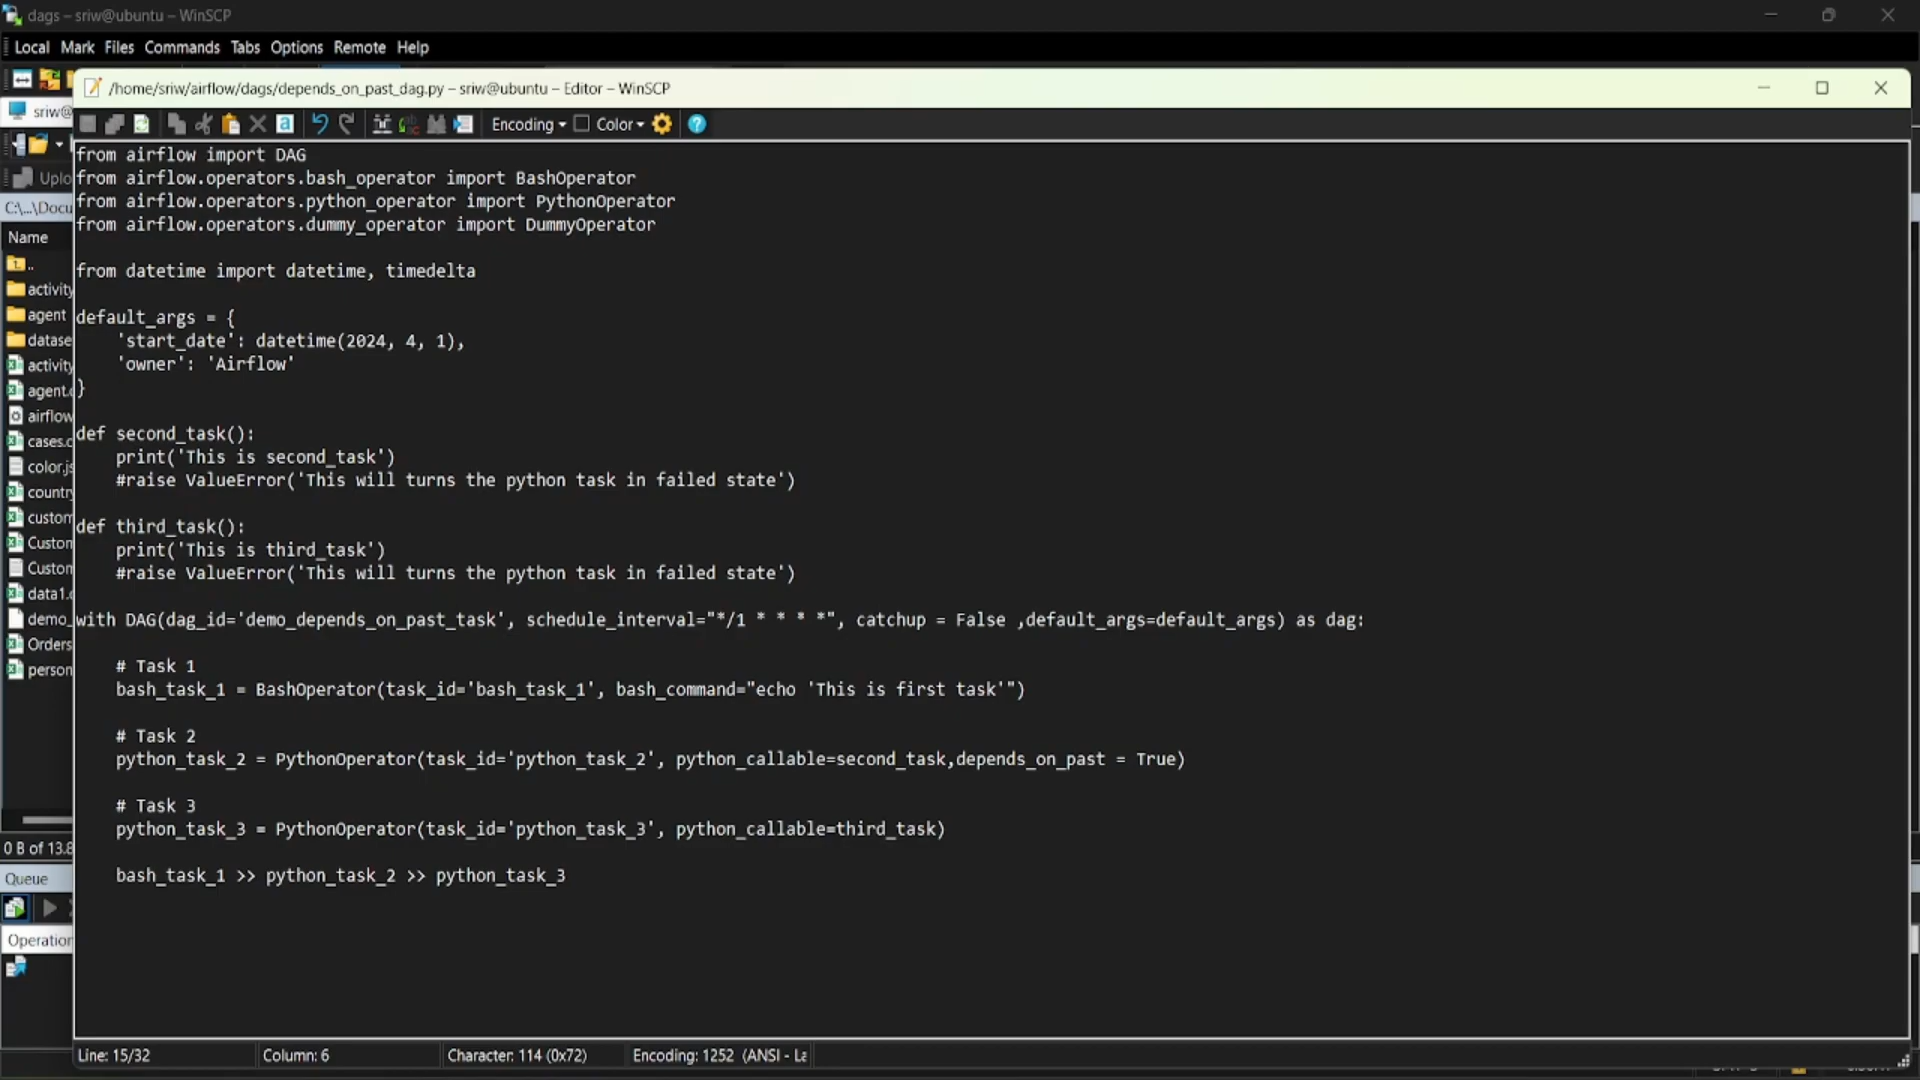 dags – sriw@ubuntu – WinSCP
Local Mark Files Commands Tabs Options Remote Help
/home/sriw/airflow/dags/depends_on_past_dag.py – sriw@ubuntu – Editor – WinSCP
sriw@
Encoding Color
Uplo
C:\...\Docu
Name
..
activity
agent
datase
activity
agent.c
airflow
cases.c
color.js
country
custom
Custon
Custon
data1.
demo_
Orders
person
from airflow import DAG
from airflow.operators.bash_operator import BashOperator
from airflow.operators.python_operator import PythonOperator
from airflow.operators.dummy_operator import DummyOperator
from datetime import datetime, timedelta
default_args = {
    'start_date': datetime(2024, 4, 1),
    'owner': 'Airflow'
}
def second_task():
    print('This is second_task')
    #raise ValueError('This will turns the python task in failed state')
def third_task():
    print('This is third_task')
    #raise ValueError('This will turns the python task in failed state')
with DAG(dag_id='demo_depends_on_past_task', schedule_interval="*/1 * * * *", catchup = False ,default_args=default_args) as dag:
    # Task 1
    bash_task_1 = BashOperator(task_id='bash_task_1', bash_command="echo 'This is first task'")
    # Task 2
    python_task_2 = PythonOperator(task_id='python_task_2', python_callable=second_task,depends_on_past = True)
    # Task 3
    python_task_3 = PythonOperator(task_id='python_task_3', python_callable=third_task)
    bash_task_1 >> python_task_2 >> python_task_3
0 B of 13.8
Queue
Operation
Line: 15/32 Column: 6 Character: 114 (0x72) Encoding: 1252 (ANSI - La